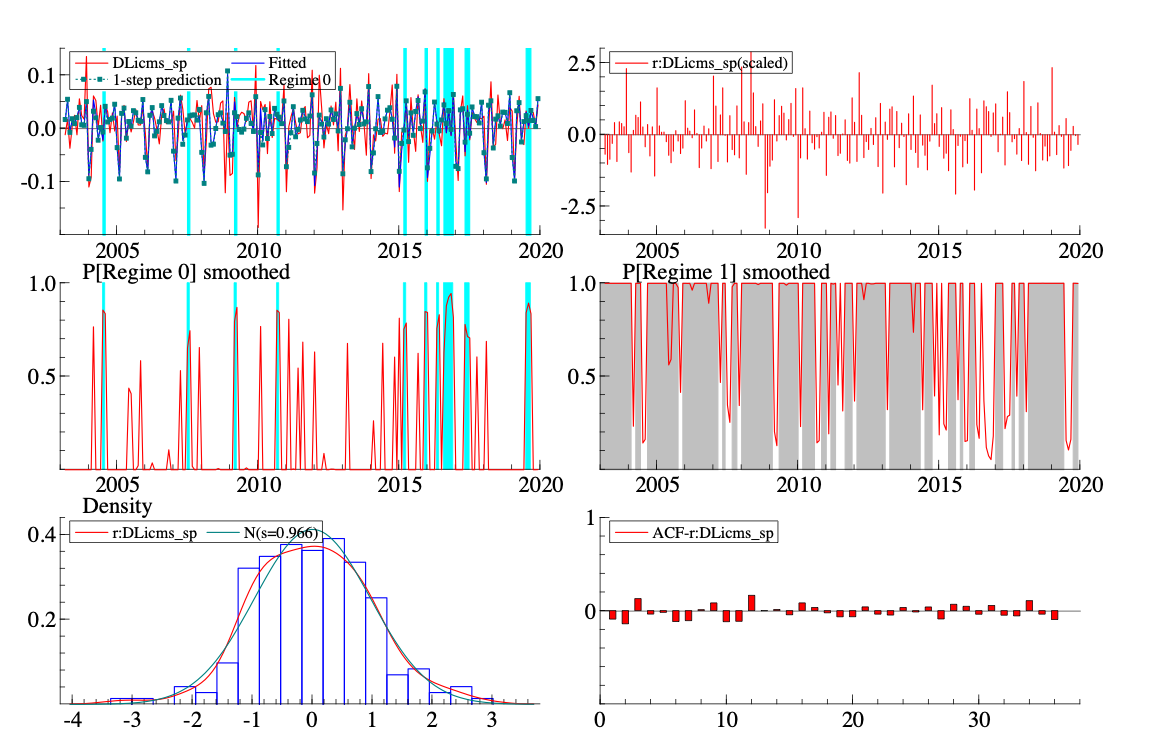 DLicms_sp Fitted
1-step prediction Regime 0
0.1
0.0
-0.1
2005 2010 2015 2020
r:DLicms_sp(scaled)
2.5
0.0
-2.5
2005 2010 2015 2020
P[Regime 0] smoothed
1.0
0.5
2005 2010 2015 2020
P[Regime 1] smoothed
1.0
0.5
2005 2010 2015 2020
Density
r:DLicms_sp N(s=0.966)
0.4
0.2
-4 -3 -2 -1 0 1 2 3
1
ACF-r:DLicms_sp
0
0 10 20 30